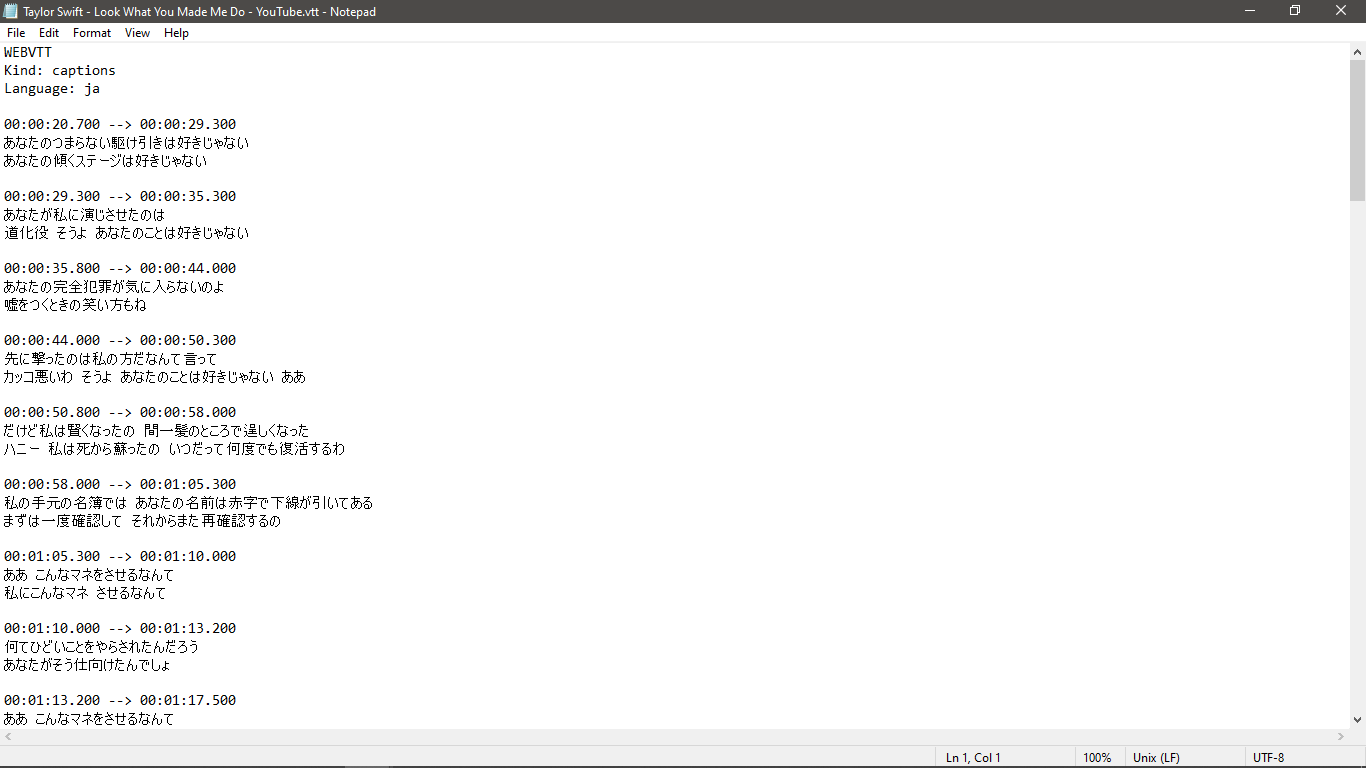 Taylor Swift - Look What You Made Me Do - YouTube.vtt - Notepad
File Edit Format View Help
WEBVTT
Kind: captions
Language: ja

00:00:20.700 --> 00:00:29.300
あなたのつまらない駆け引きは好きじゃない
あなたの傾くステージは好きじゃない

00:00:29.300 --> 00:00:35.300
あなたが私に演じさせたのは
道化役 そうよ あなたのことは好きじゃない

00:00:35.800 --> 00:00:44.000
あなたの完全犯罪が気に入らないのよ
嘘をつくときの笑い方もね

00:00:44.000 --> 00:00:50.300
先に撃ったのは私の方だなんて言って
カッコ悪いわ そうよ あなたのことは好きじゃない ああ

00:00:50.800 --> 00:00:58.000
だけど私は賢くなったの 間一髪のところで逞しくなった
ハニー 私は死から蘇ったの いつだって何度でも復活するわ

00:00:58.000 --> 00:01:05.300
私の手元の名簿では あなたの名前は赤字で下線が引いてある
まずは一度確認して それからまた再確認するの

00:01:05.300 --> 00:01:10.000
ああ こんなマネをさせるなんて
私にこんなマネ させるなんて

00:01:10.000 --> 00:01:13.200
何てひどいことをやらされたんだろう
あなたがそう仕向けたんでしょ

00:01:13.200 --> 00:01:17.500
ああ こんなマネをさせるなんて
Ln 1, Col 1
100%
Unix (LF)
UTF-8